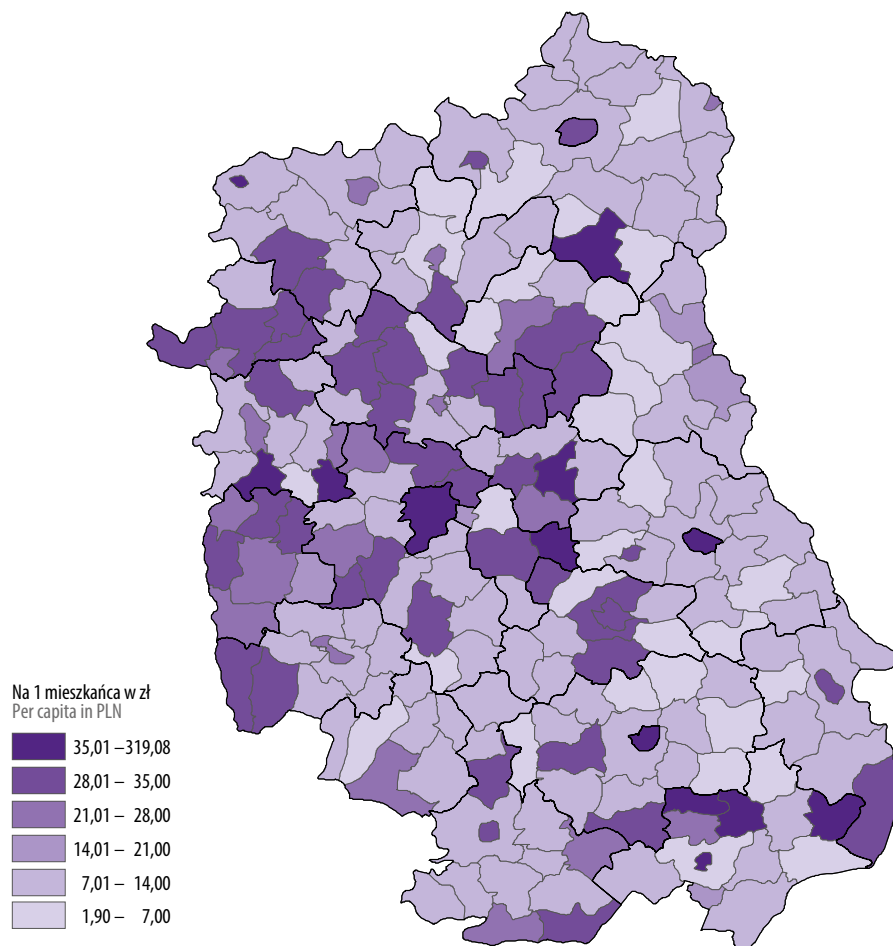 Na 1 mieszkańca w zł
Per capita in PLN
35,01 –319,08
28,01 – 35,00
21,01 – 28,00
14,01 – 21,00
7,01 – 14,00
1,90 – 7,00